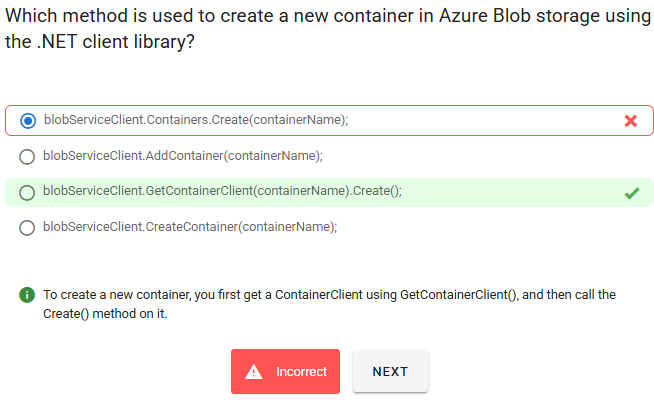 Which method is used to create a new container in Azure Blob storage using
the .NET client library?
blobServiceClient.Containers.Create(containerName);
blobServiceClient.AddContainer(containerName);
blobServiceClient.GetContainerClient(containerName).Create();
blobServiceClient.CreateContainer(containerName);
To create a new container, you first get a ContainerClient using GetContainerClient(), and then call the
Create() method on it.
Incorrect
NEXT